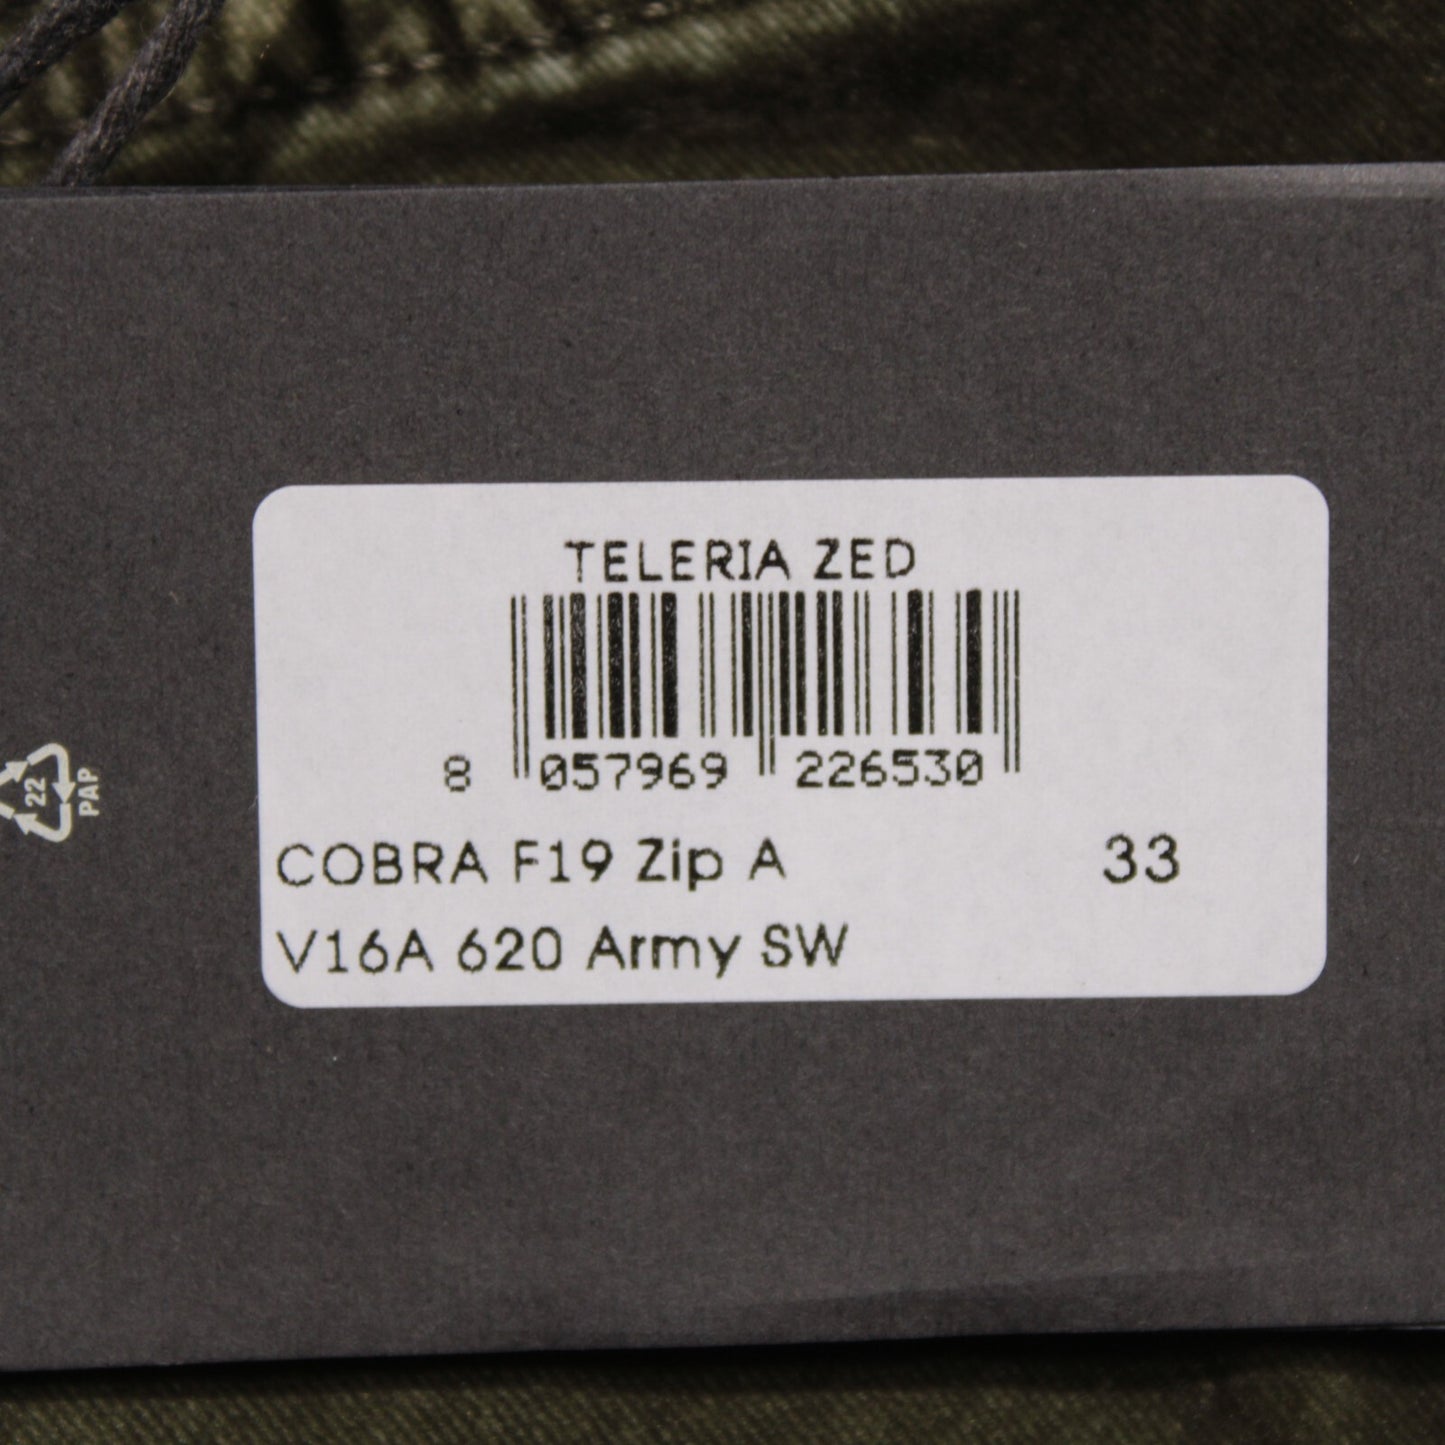 TELERIA ZED
8 057969 226530
COBRA F19 Zip A 33
V16A 620 Army SW
22
PAP